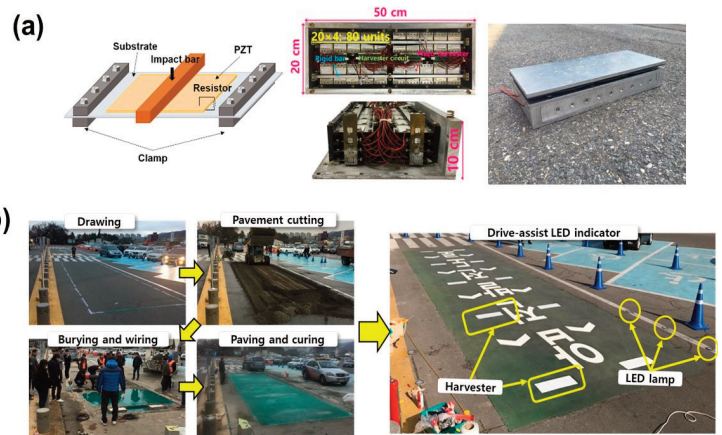 (a)
Substrate
PZT
Impact bar
Resistor
Clamp
50 cm
20 cm
20×4: 80 units
harvester
Rigid bar
Harvester circuit
10 cm
)
Drawing
Pavement cutting
Burying and wiring
Paving and curing
Drive-assist LED indicator
Harvester
LED lamp